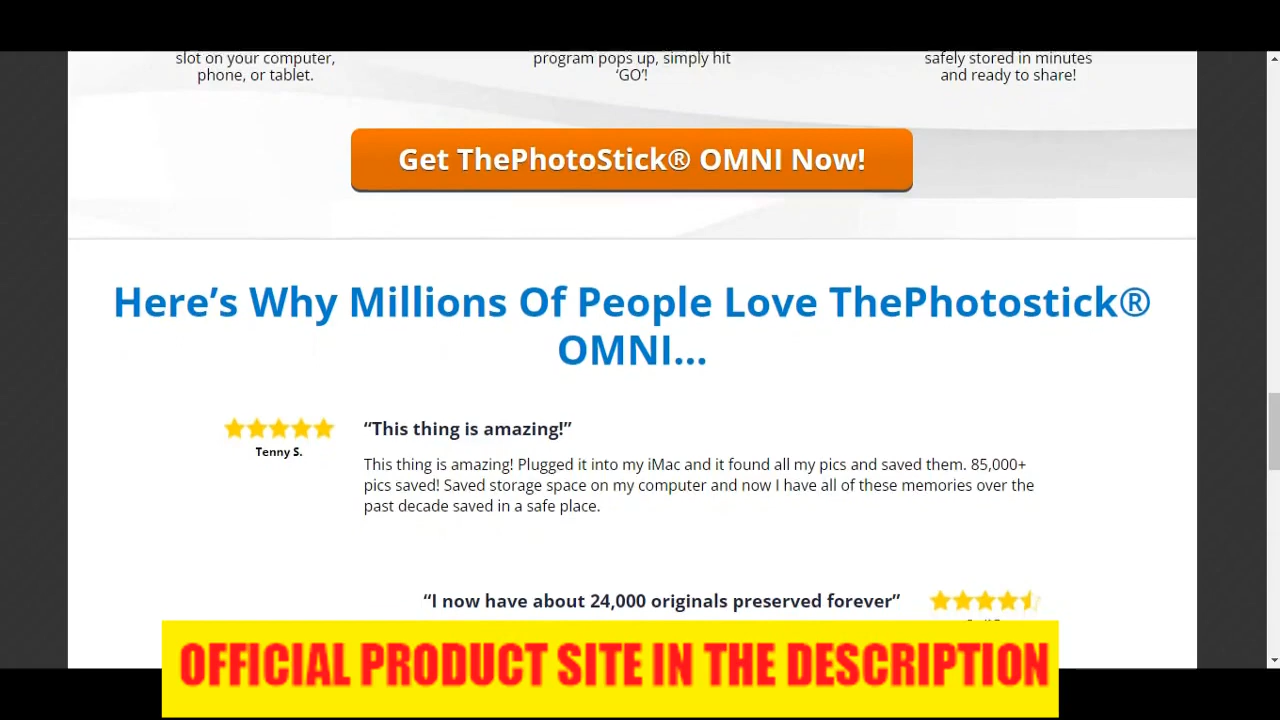 slot on your computer,
phone, or tablet.
program pops up, simply hit
‘GO’!
safely stored in minutes
and ready to share!
Get ThePhotoStick® OMNI Now!
Here’s Why Millions Of People Love ThePhotostick®
OMNI...
Tenny S.
“This thing is amazing!”
This thing is amazing! Plugged it into my iMac and it found all my pics and saved them. 85,000+
pics saved! Saved storage space on my computer and now I have all of these memories over the
past decade saved in a safe place.
“I now have about 24,000 originals preserved forever”
OFFICIAL PRODUCT SITE IN THE DESCRIPTION